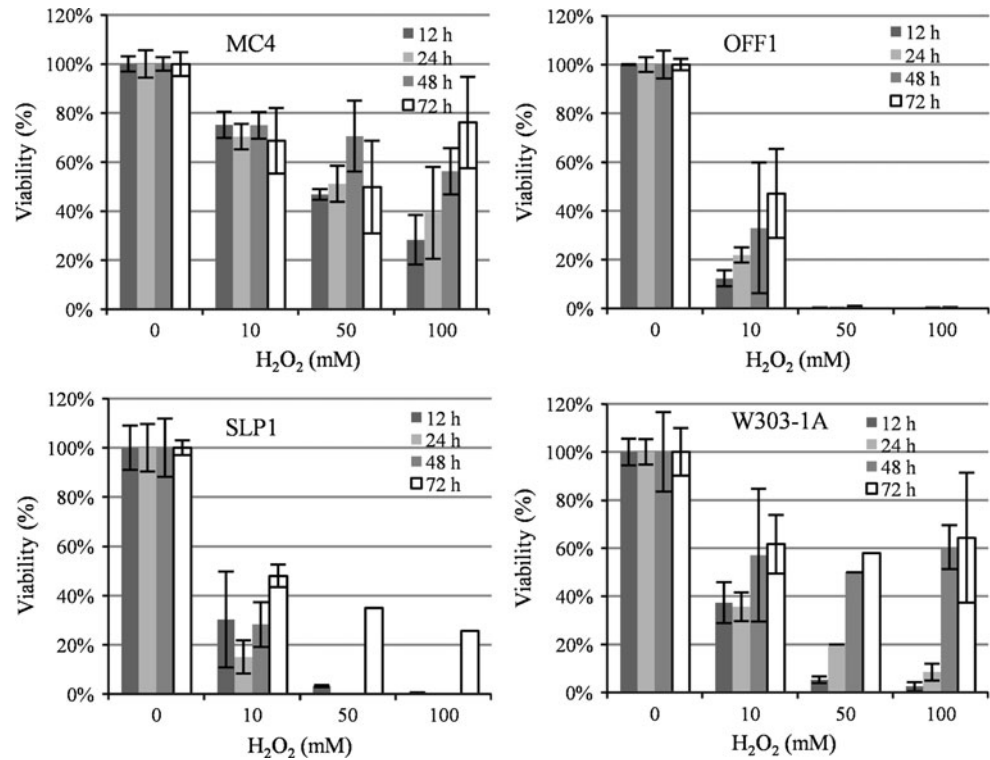 120%
100%
80%
60%
40%
20%
0%
Viability (%)
MC4
12 h
24 h
48 h
72 h
0 10 50 100
H₂O₂ (mM)
120%
100%
80%
60%
40%
20%
0%
Viability (%)
OFF1
12 h
24 h
48 h
72 h
0 10 50 100
H₂O₂ (mM)
120%
100%
80%
60%
40%
20%
0%
Viability (%)
SLP1
12 h
24 h
48 h
72 h
0 10 50 100
H₂O₂ (mM)
120%
100%
80%
60%
40%
20%
0%
Viability (%)
W303-1A
12 h
24 h
48 h
72 h
0 10 50 100
H₂O₂ (mM)